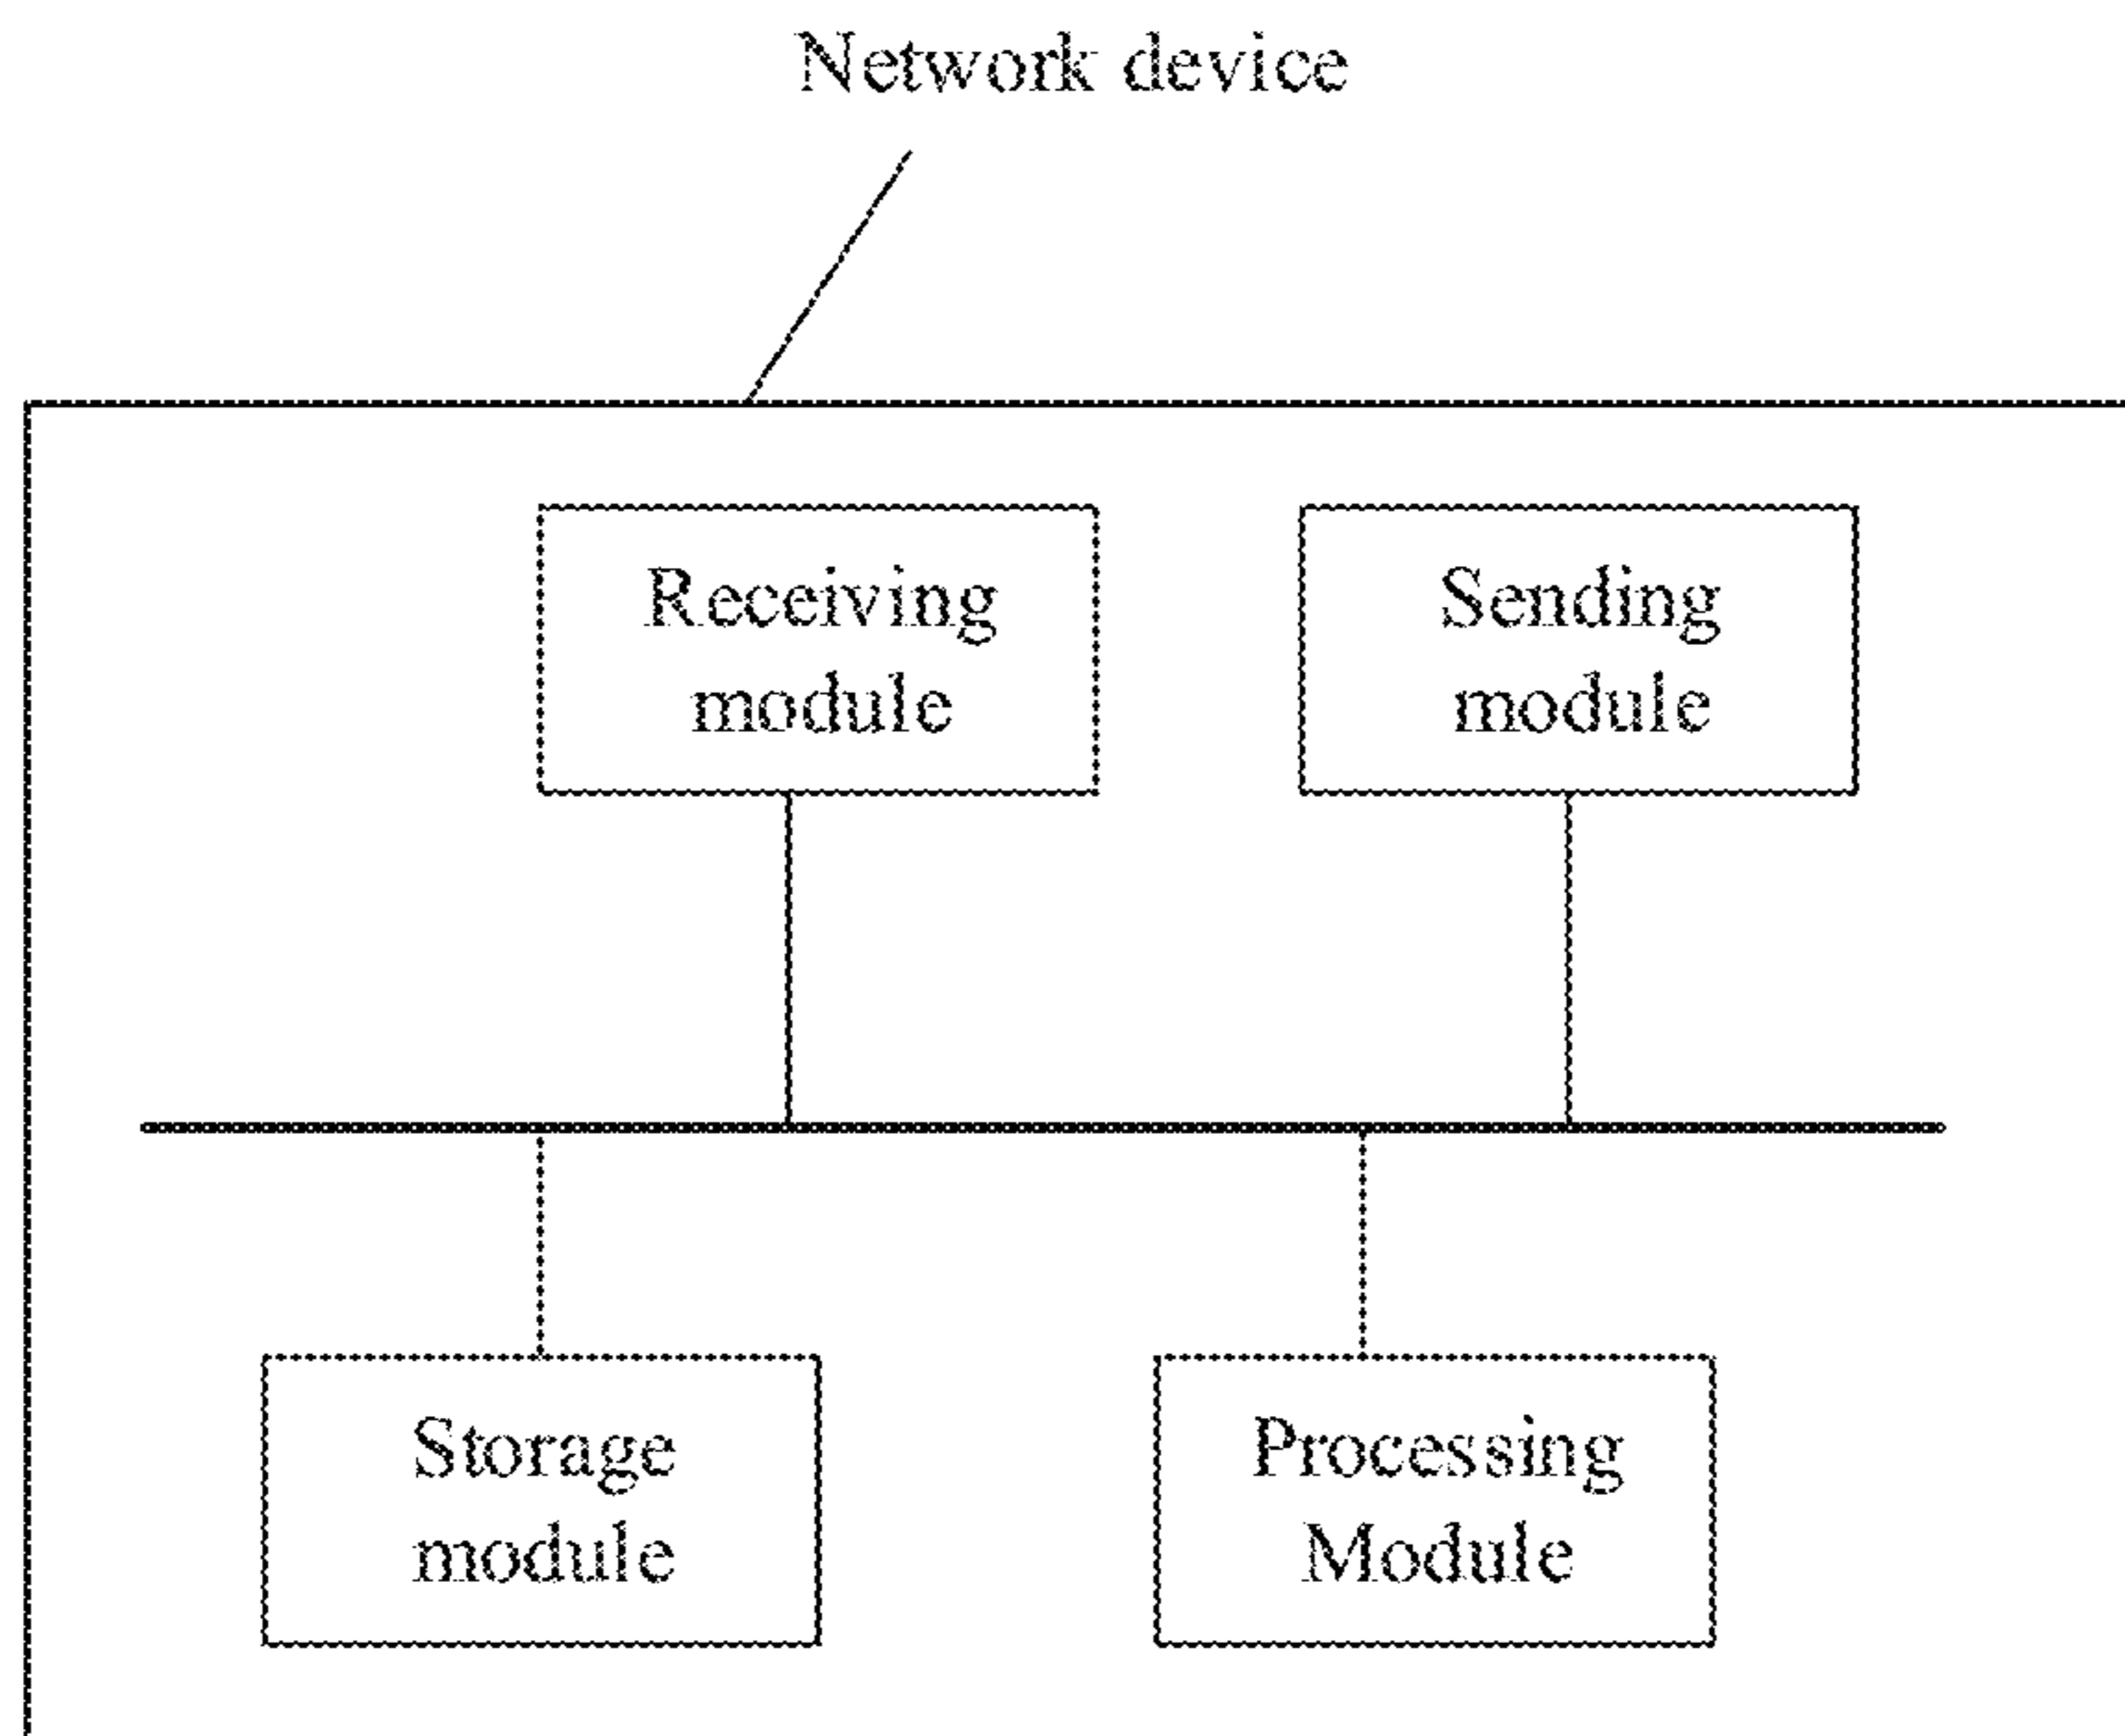 Network device
Receiving
module
Sending
module
Storage
module
Processing
Module